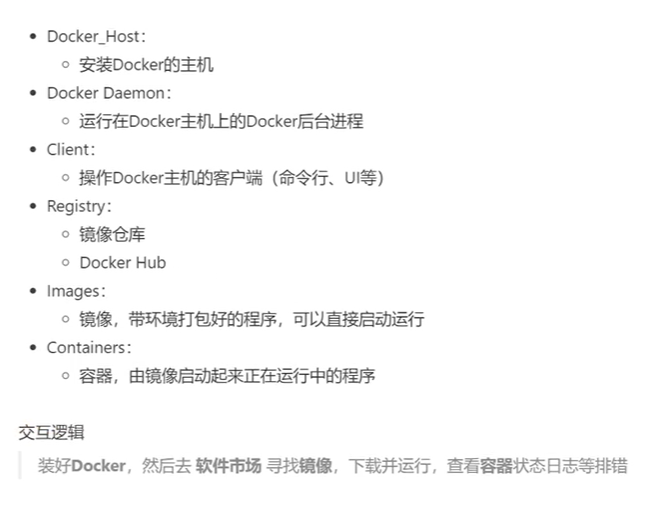 Docker_Host：
安装Docker的主机
Docker Daemon：
运行在Docker主机上的Docker后台进程
Client：
操作Docker主机的客户端（命令行、UI等）
Registry：
镜像仓库
Docker Hub
Images：
镜像，带环境打包好的程序，可以直接启动运行
Containers：
容器，由镜像启动起来正在运行中的程序
交互逻辑
装好Docker，然后去 软件市场 寻找镜像，下载并运行，查看容器状态日志等排错